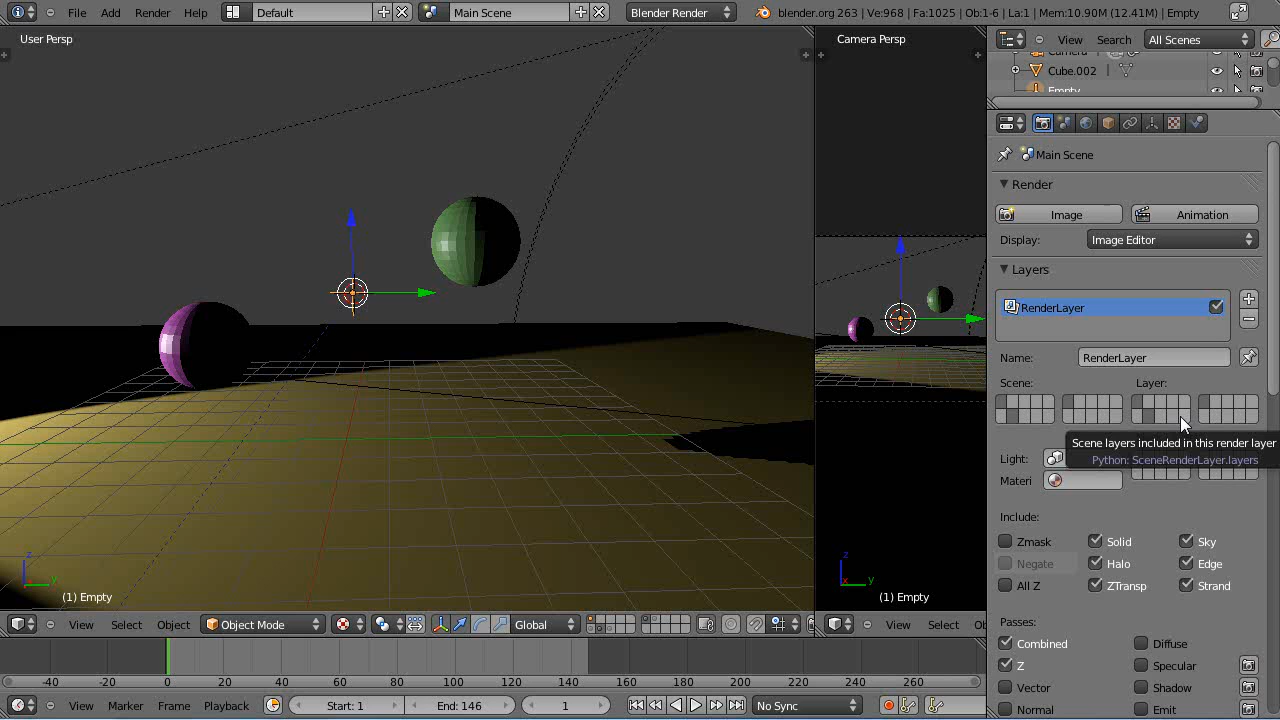 File Add Render Help Default Main Scene Blender Render blender.org 263 | Ve:968 | Fa:1025 | Ob:1-6 | La:1 | Mem:10.90M (12.41M) | Empty
User Persp
Camera Persp
View Search All Scenes
Camera
Cube.002
Empty
Main Scene
Render
Image Animation
Display: Image Editor
Layers
RenderLayer
Name: RenderLayer
Scene: Layer:
Scene layers included in this render layer
Python: SceneRenderLayer.layers
Light:
Materi
Include:
Zmask Solid Sky
Negate Halo Edge
All Z ZTransp Strand
Passes:
Combined Diffuse
Z Specular
Vector Shadow
Normal Emit
z
y
x
(1) Empty
z
y
x
(1) Empty
View Select Object Object Mode Global
View Select Ob
-40 -20 0 20 40 60 80 100 120 140 160 180 200 220 240 260
View Marker Frame Playback Start: 1 End: 146 1 No Sync